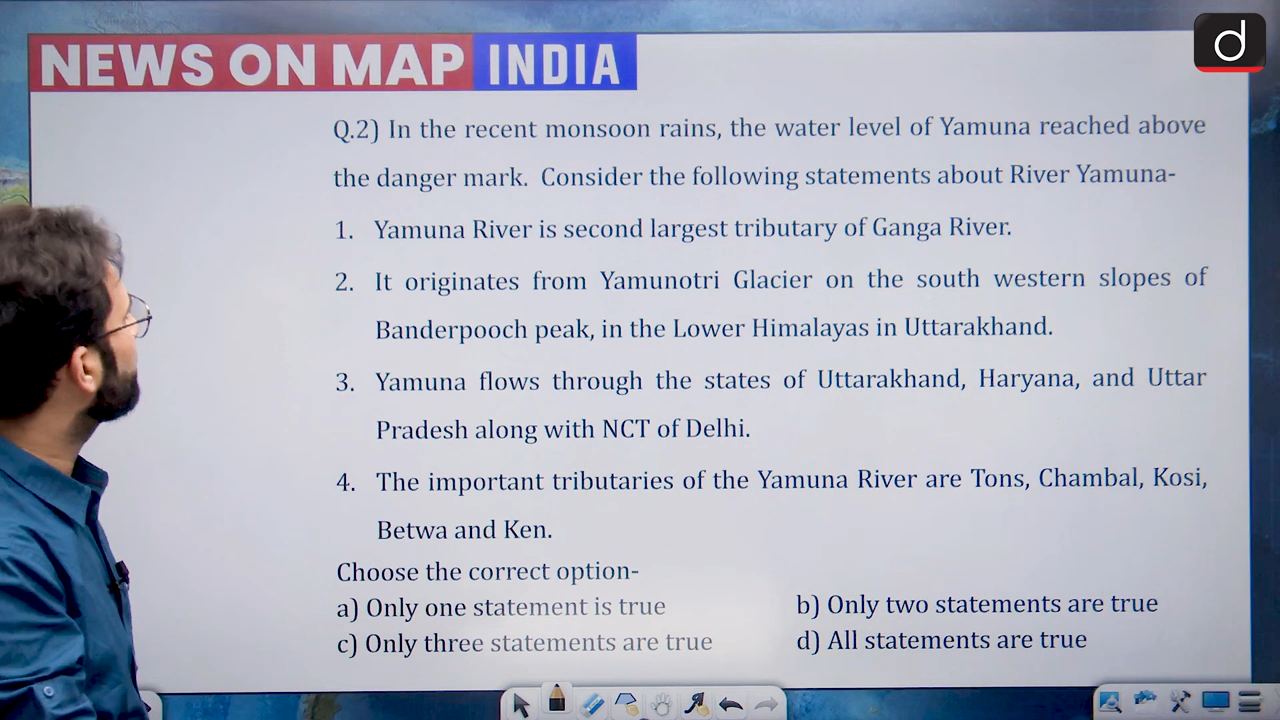 d
NEWS ON MAP INDIA
Q.2) In the recent monsoon rains, the water level of Yamuna reached above
the danger mark. Consider the following statements about River Yamuna-
1. Yamuna River is second largest tributary of Ganga River.
2. It originates from Yamunotri Glacier on the south western slopes of
Banderpooch peak, in the Lower Himalayas in Uttarakhand.
3. Yamuna flows through the states of Uttarakhand, Haryana, and Uttar
Pradesh along with NCT of Delhi.
4. The important tributaries of the Yamuna River are Tons, Chambal, Kosi,
Betwa and Ken.
Choose the correct option-
a) Only one statement is true
b) Only two statements are true
c) Only three statements are true
d) All statements are true